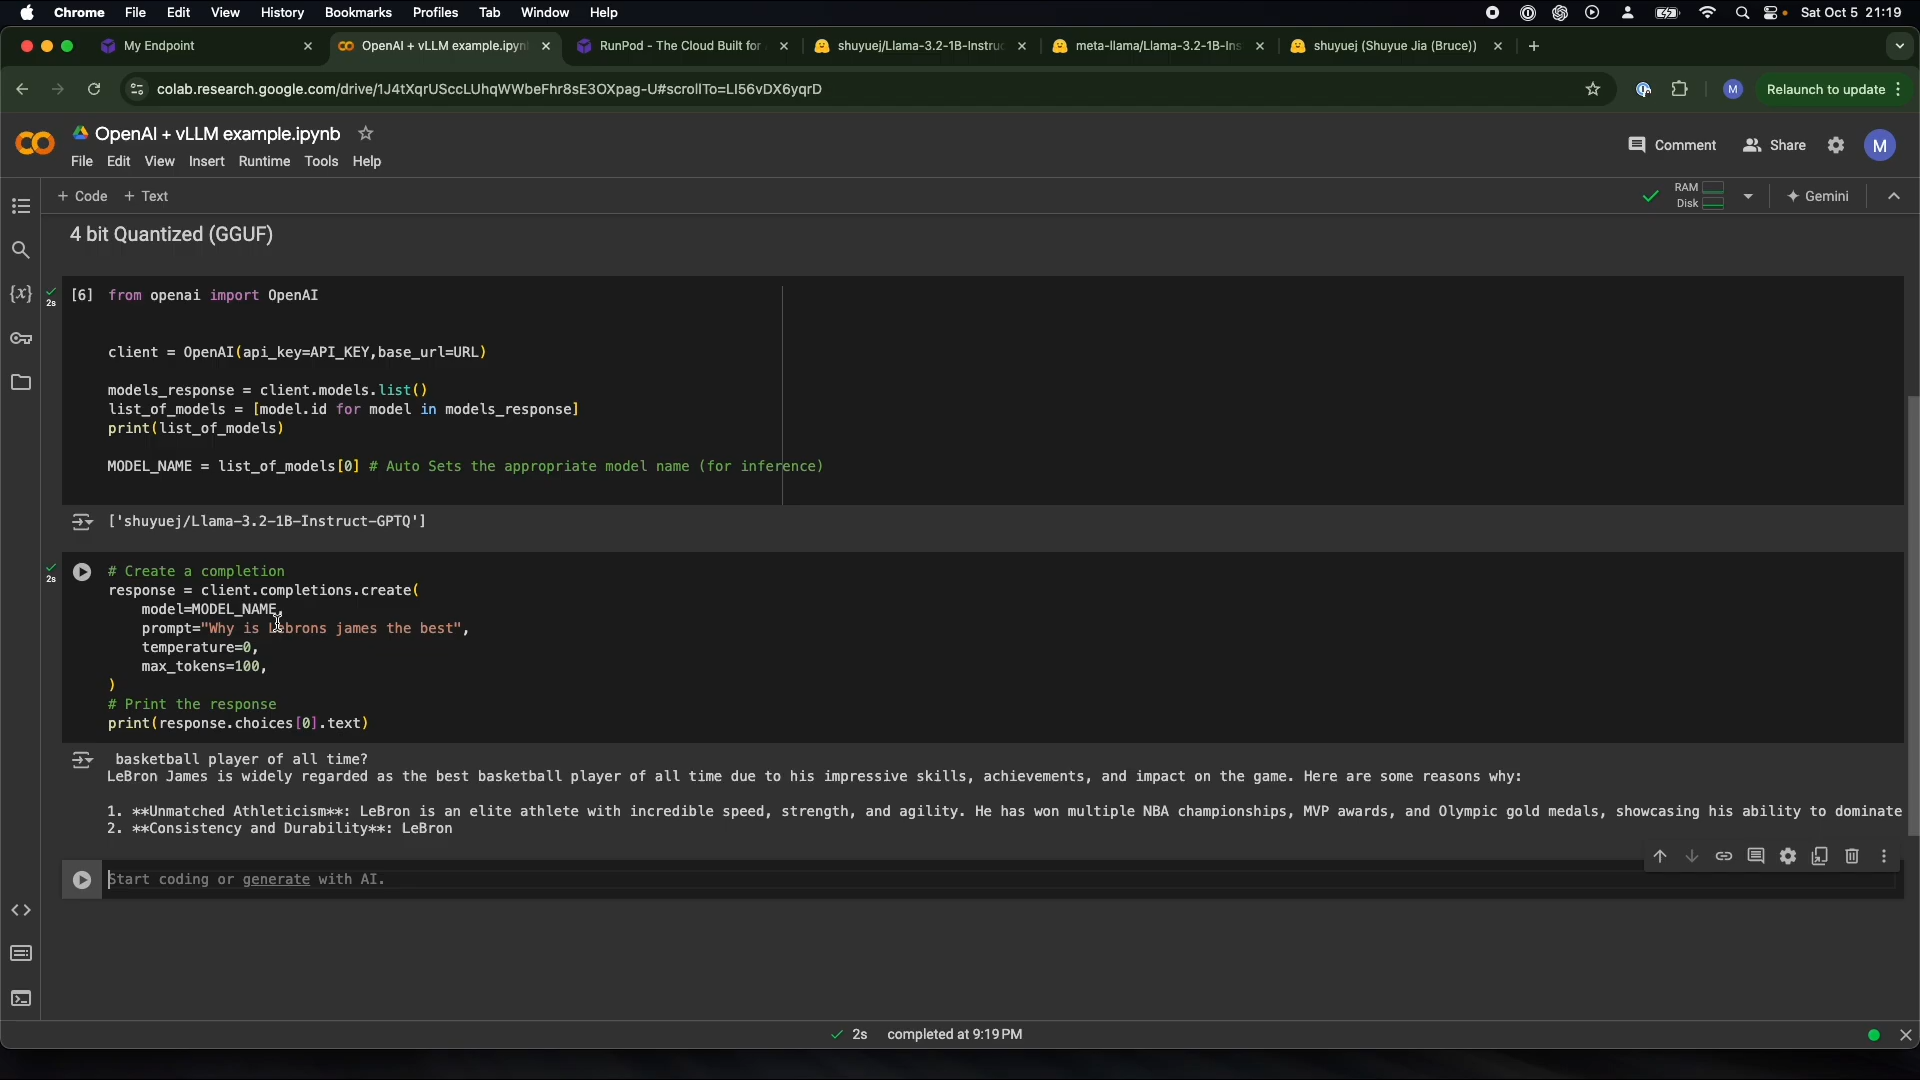 Chrome File Edit View History Bookmarks Profiles Tab Window Help Sat Oct 5 21:19
My Endpoint OpenAI + vLLM example.ipyn RunPod - The Cloud Built for shuyuej/Llama-3.2-1B-Instruc meta-llama/Llama-3.2-1B-Ins shuyuej (Shuyue Jia (Bruce))
colab.research.google.com/drive/1J4tXqrUSccLUhqWWbeFhr8sE3OXpag-U#scrollTo=LI56vDX6yqrD M Relaunch to update
OpenAI + vLLM example.ipynb
File Edit View Insert Runtime Tools Help
Comment Share M
+ Code + Text RAM Disk Gemini
4 bit Quantized (GGUF)
2s [6] from openai import OpenAI
client = OpenAI(api_key=API_KEY,base_url=URL)
models_response = client.models.list()
list_of_models = [model.id for model in models_response]
print(list_of_models)
MODEL_NAME = list_of_models[0] # Auto Sets the appropriate model name (for inference)
['shuyuej/Llama-3.2-1B-Instruct-GPTQ']
2s # Create a completion
response = client.completions.create(
model=MODEL_NAME,
prompt="Why is Lebrons james the best",
temperature=0,
max_tokens=100,
)
# Print the response
print(response.choices[0].text)
basketball player of all time?
LeBron James is widely regarded as the best basketball player of all time due to his impressive skills, achievements, and impact on the game. Here are some reasons why:
1. **Unmatched Athleticism**: LeBron is an elite athlete with incredible speed, strength, and agility. He has won multiple NBA championships, MVP awards, and Olympic gold medals, showcasing his ability to dominate
2. **Consistency and Durability**: LeBron
Start coding or generate with AI.
2s completed at 9:19 PM